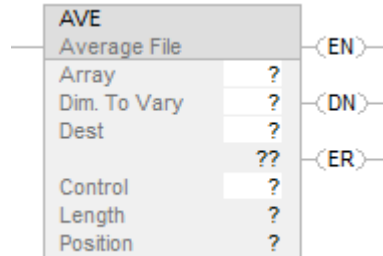 AVE
Average File (EN)
Array ?
Dim. To Vary ? (DN)
Dest ?
?? (ER)
Control ?
Length ?
Position ?